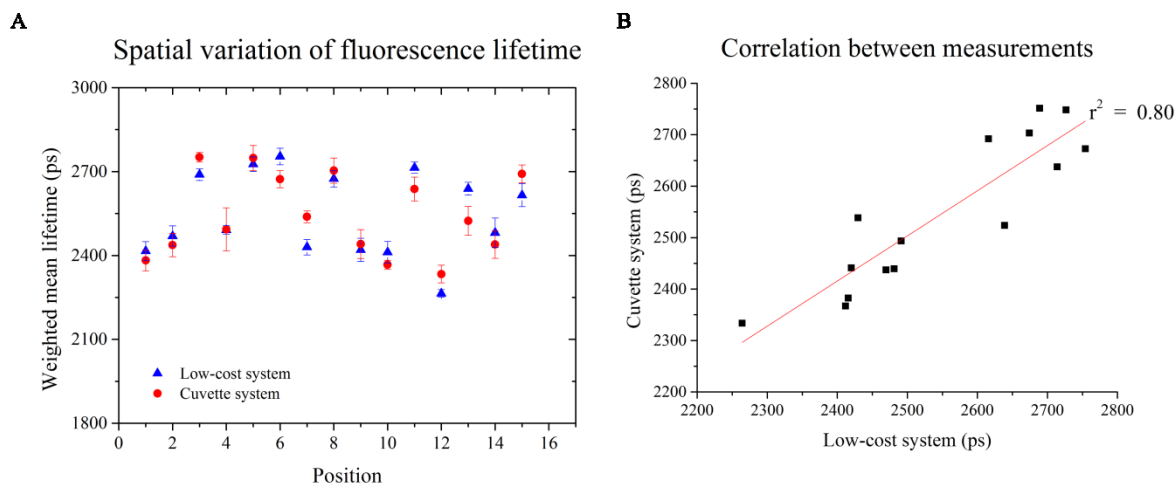 A
Spatial variation of fluorescence lifetime
3000
2700
2400
2100
1800
Weighted mean lifetime (ps)
Low-cost system
Cuvette system
0 2 4 6 8 10 12 14 16
Position
B
Correlation between measurements
2800
2700
2600
2500
2400
2300
2200
Cuvette system (ps)
r² = 0.80
2200 2300 2400 2500 2600 2700 2800
Low-cost system (ps)